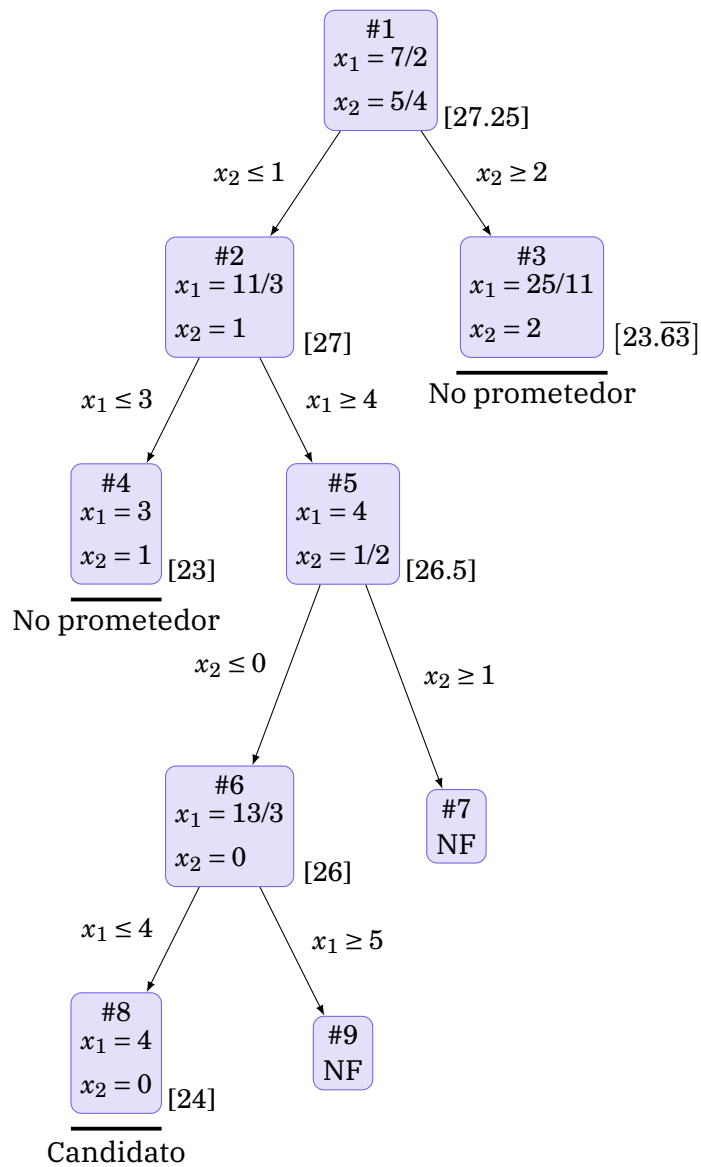 #1
x₁ = 7/2
x₂ = 5/4
[27.25]
x₂ ≤ 1
x₂ ≥ 2
#2
x₁ = 11/3
x₂ = 1
[27]
#3
x₁ = 25/11
x₂ = 2
[23.6̅3̅]
No prometedor
x₁ ≤ 3
x₁ ≥ 4
#4
x₁ = 3
x₂ = 1
[23]
No prometedor
#5
x₁ = 4
x₂ = 1/2
[26.5]
x₂ ≤ 0
x₂ ≥ 1
#6
x₁ = 13/3
x₂ = 0
[26]
#7
NF
x₁ ≤ 4
x₁ ≥ 5
#8
x₁ = 4
x₂ = 0
[24]
Candidato
#9
NF